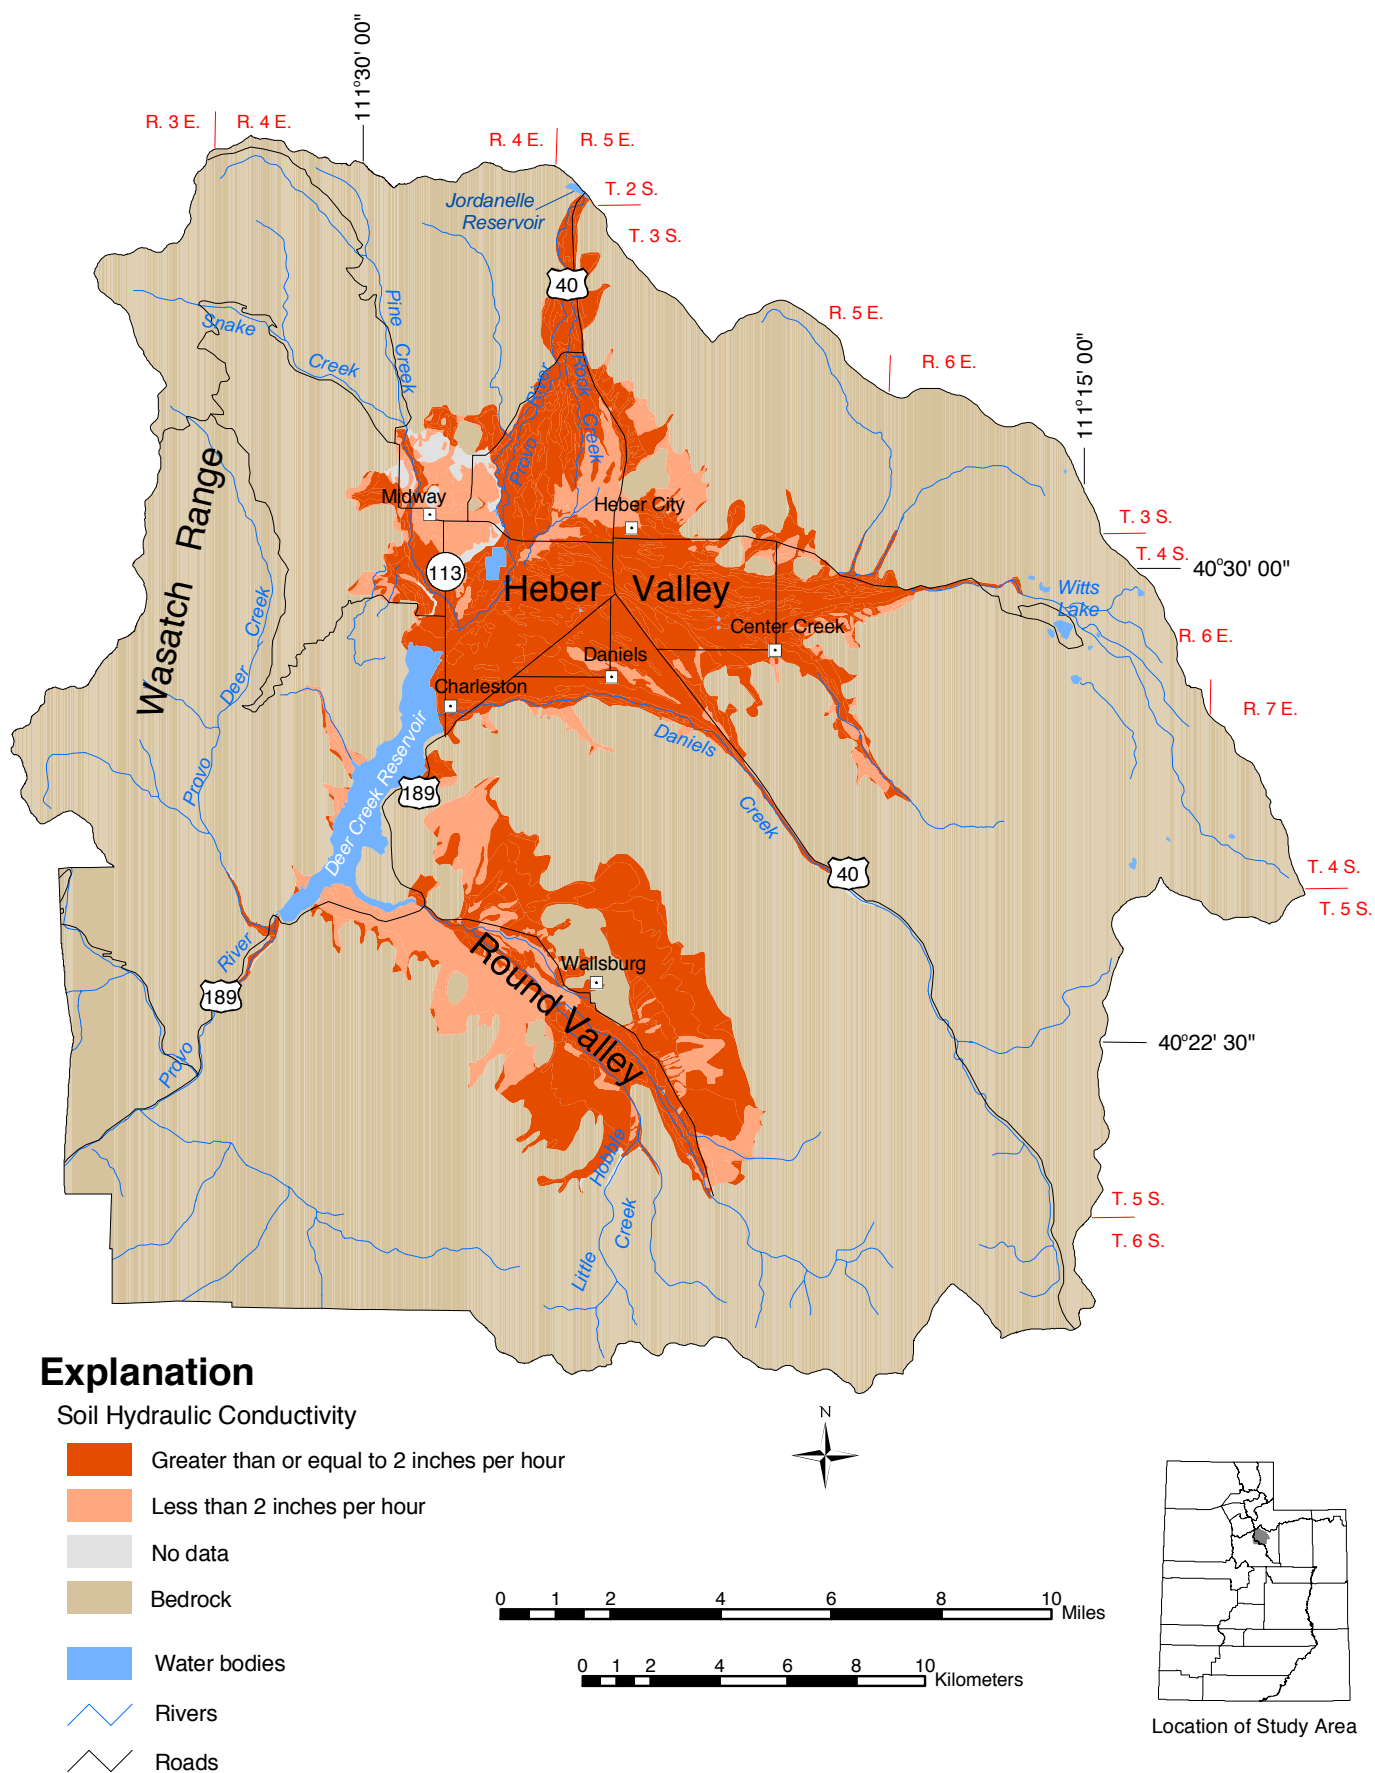 111°30' 00"
R. 3 E.
R. 4 E.
R. 4 E.
R. 5 E.
Jordanelle
Reservoir
T. 2 S.
T. 3 S.
40
R. 5 E.
R. 6 E.
111°15' 00"
Snake
Creek
Pine
Creek
Provo
River
Rock
Creek
Wasatch Range
Midway
Heber City
T. 3 S.
T. 4 S.
40°30' 00"
113
Heber Valley
Witts
Lake
Center Creek
R. 6 E.
Daniels
Deer
Creek
Provo
Charleston
R. 7 E.
Daniels
Creek
Deer Creek Reservoir
189
40
T. 4 S.
T. 5 S.
River
189
Round Valley
Wallsburg
Provo
40°22' 30"
Hobble
Creek
Little
T. 5 S.
T. 6 S.
Explanation
Soil Hydraulic Conductivity
Greater than or equal to 2 inches per hour
Less than 2 inches per hour
No data
Bedrock
Water bodies
Rivers
Roads
N
0 1 2 4 6 8 10
Miles
0 1 2 4 6 8 10
Kilometers
Location of Study Area